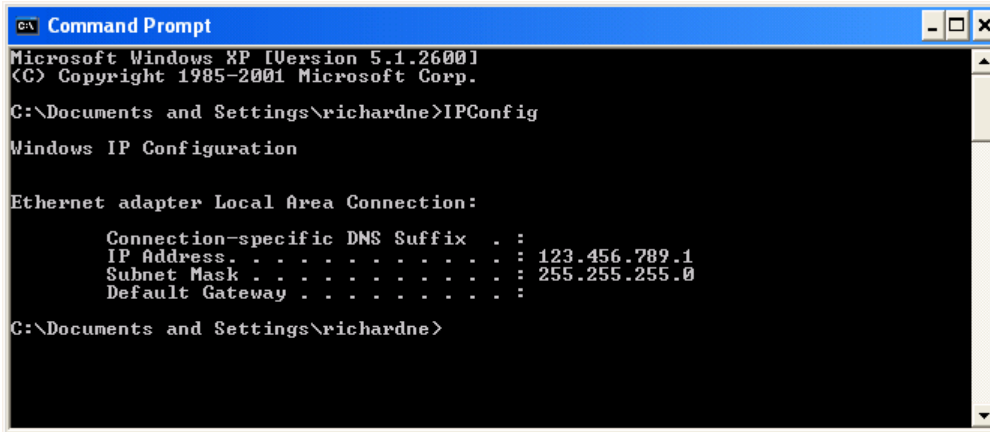 Command Prompt
Microsoft Windows XP [Version 5.1.2600]
(C) Copyright 1985-2001 Microsoft Corp.
C:\Documents and Settings\richardne>IPConfig
Windows IP Configuration
Ethernet adapter Local Area Connection:
Connection-specific DNS Suffix . :
IP Address. . . . . . . . . . . . : 123.456.789.1
Subnet Mask . . . . . . . . . . . : 255.255.255.0
Default Gateway . . . . . . . . . :
C:\Documents and Settings\richardne>